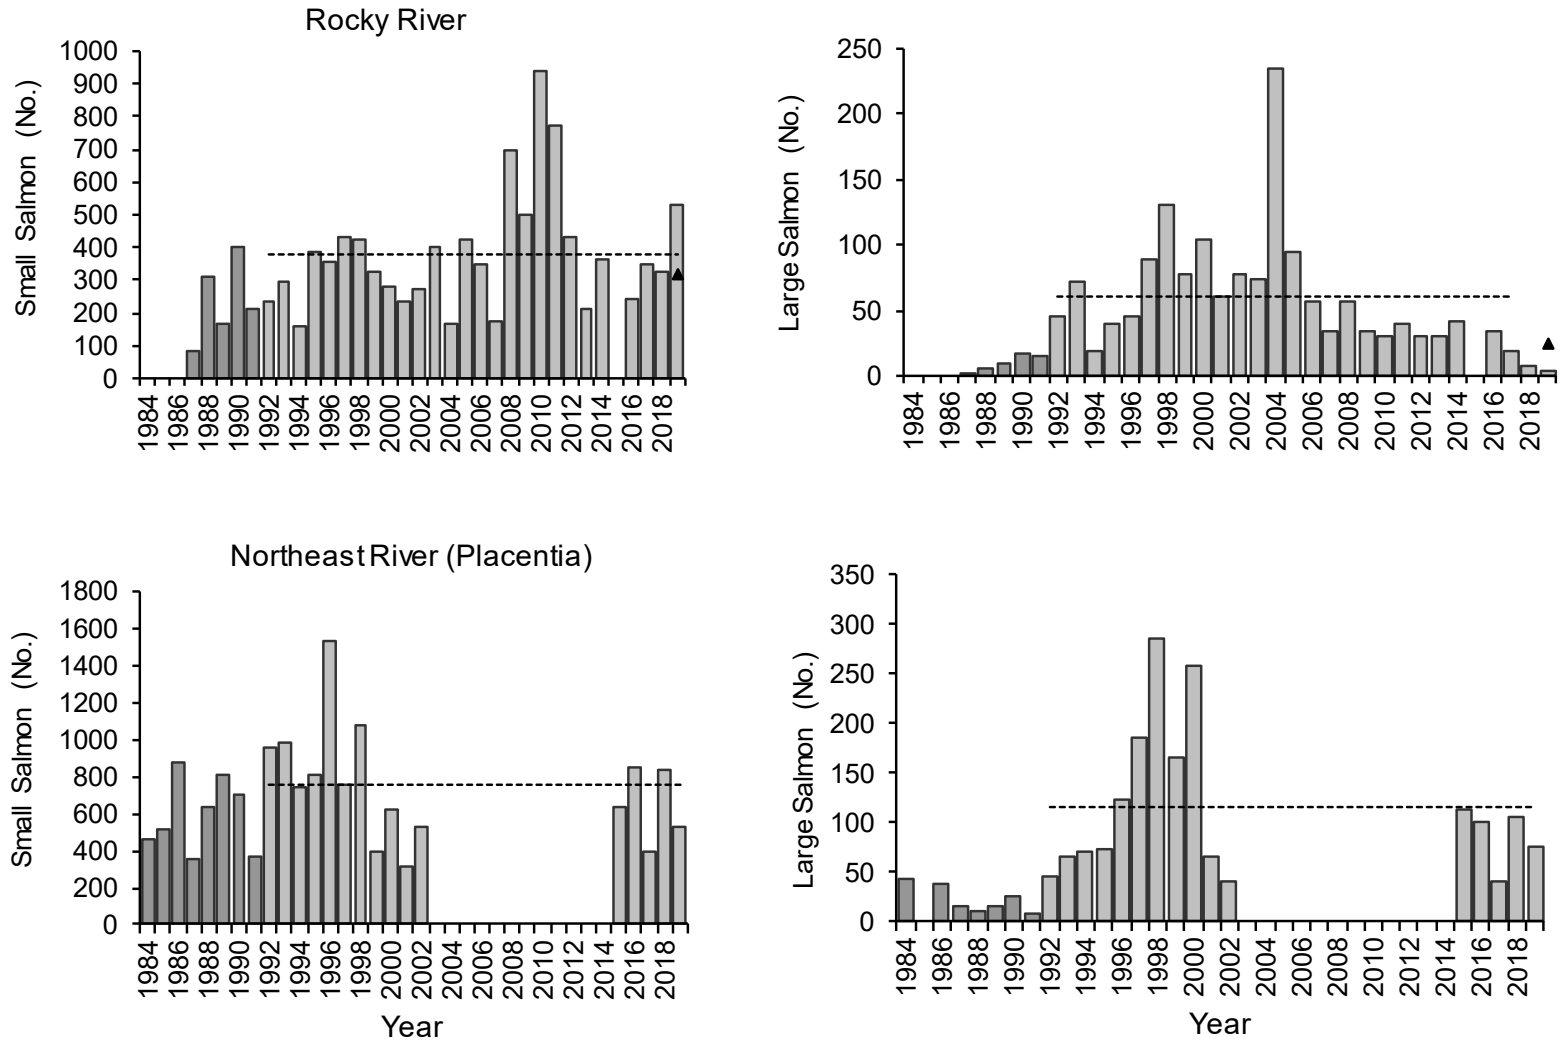 Rocky River
Small Salmon (No.)
1000
900
800
700
600
500
400
300
200
100
0
1984 1986 1988 1990 1992 1994 1996 1998 2000 2002 2004 2006 2008 2010 2012 2014 2016 2018
Large Salmon (No.)
250
200
150
100
50
0
1984 1986 1988 1990 1992 1994 1996 1998 2000 2002 2004 2006 2008 2010 2012 2014 2016 2018
Northeast River (Placentia)
Small Salmon (No.)
1800
1600
1400
1200
1000
800
600
400
200
0
1984 1986 1988 1990 1992 1994 1996 1998 2000 2002 2004 2006 2008 2010 2012 2014 2016 2018
Year
Large Salmon (No.)
350
300
250
200
150
100
50
0
1984 1986 1988 1990 1992 1994 1996 1998 2000 2002 2004 2006 2008 2010 2012 2014 2016 2018
Year